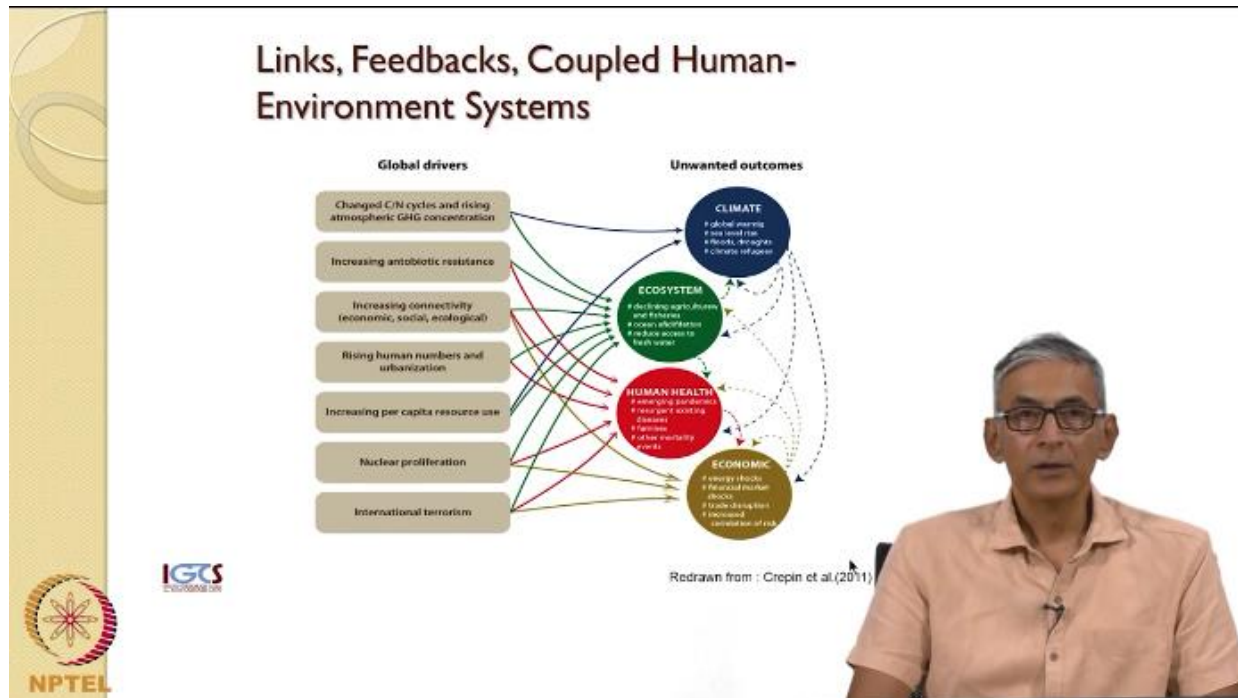 Links, Feedbacks, Coupled Human-
Environment Systems
Global drivers
Unwanted outcomes
Changed C/N cycles and rising
atmospheric GHG concentration
Increasing antobiotic resistance
Increasing connectivity
(economic, social, ecological)
Rising human numbers and
urbanization
Increasing per capita resource use
Nuclear proliferation
International terrorism
CLIMATE
# global warmig
# sea level rise
# floods, droughts
# climate refugees
ECOSYSTEM
# declining agricultures
and fisheries
# ocean
# reduce access to
fresh water
HUMAN HEALTH
# emerging pandemics
# resurgent existing
diseases
# famines
# other mortality
events
ECONOMIC
# energy shocks
# financial market
shocks
# trade disruption
# increased
correlation of risk
Redrawn from : Crepin et al.(2011)
IGCS
NPTEL